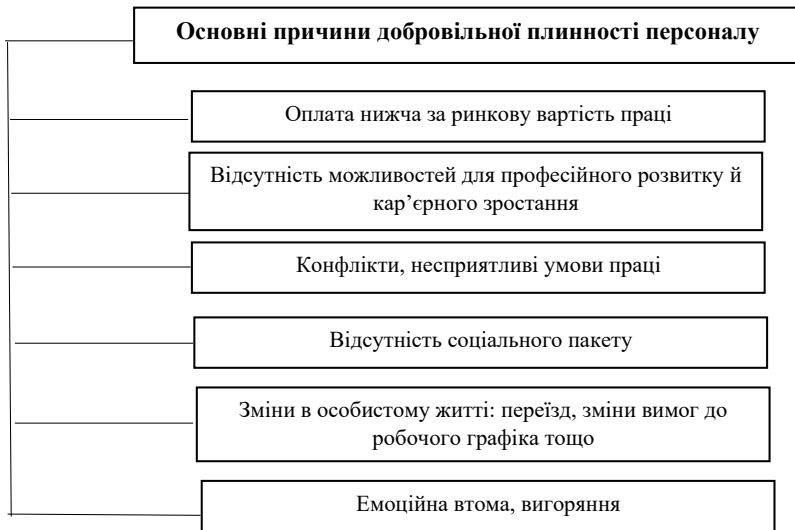 Основні причини добровільної плинності персоналу
Оплата нижча за ринкову вартість праці
Відсутність можливостей для професійного розвитку й
кар’єрного зростання
Конфлікти, несприятливі умови праці
Відсутність соціального пакету
Зміни в особистому житті: переїзд, зміни вимог до
робочого графіка тощо
Емоційна втома, вигоряння